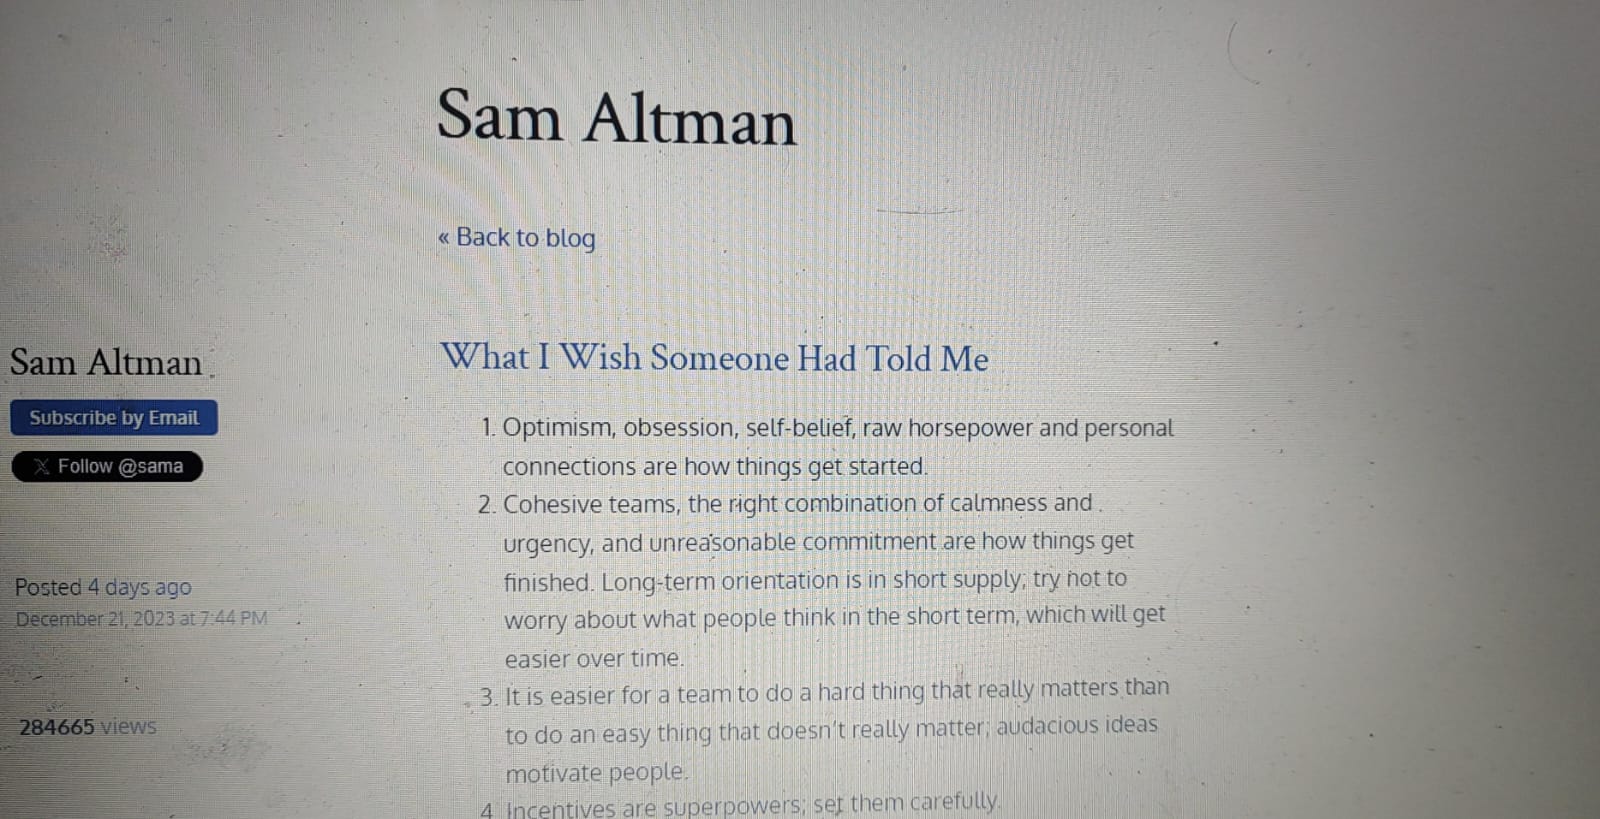 Sam Altman
« Back to blog
Sam Altman
Subscribe by Email
X Follow @sama
Posted 4 days ago
December 21, 2023 at 7:44 PM
284665 views
What I Wish Someone Had Told Me
1. Optimism, obsession, self-belief, raw horsepower and personal
connections are how things get started.
2. Cohesive teams, the right combination of calmness and
urgency, and unreasonable commitment are how things get
finished. Long-term orientation is in short supply; try not to
worry about what people think in the short term, which will get
easier over time.
3. It is easier for a team to do a hard thing that really matters than
to do an easy thing that doesn't really matter; audacious ideas
motivate people.
4. Incentives are superpowers; set them carefully.